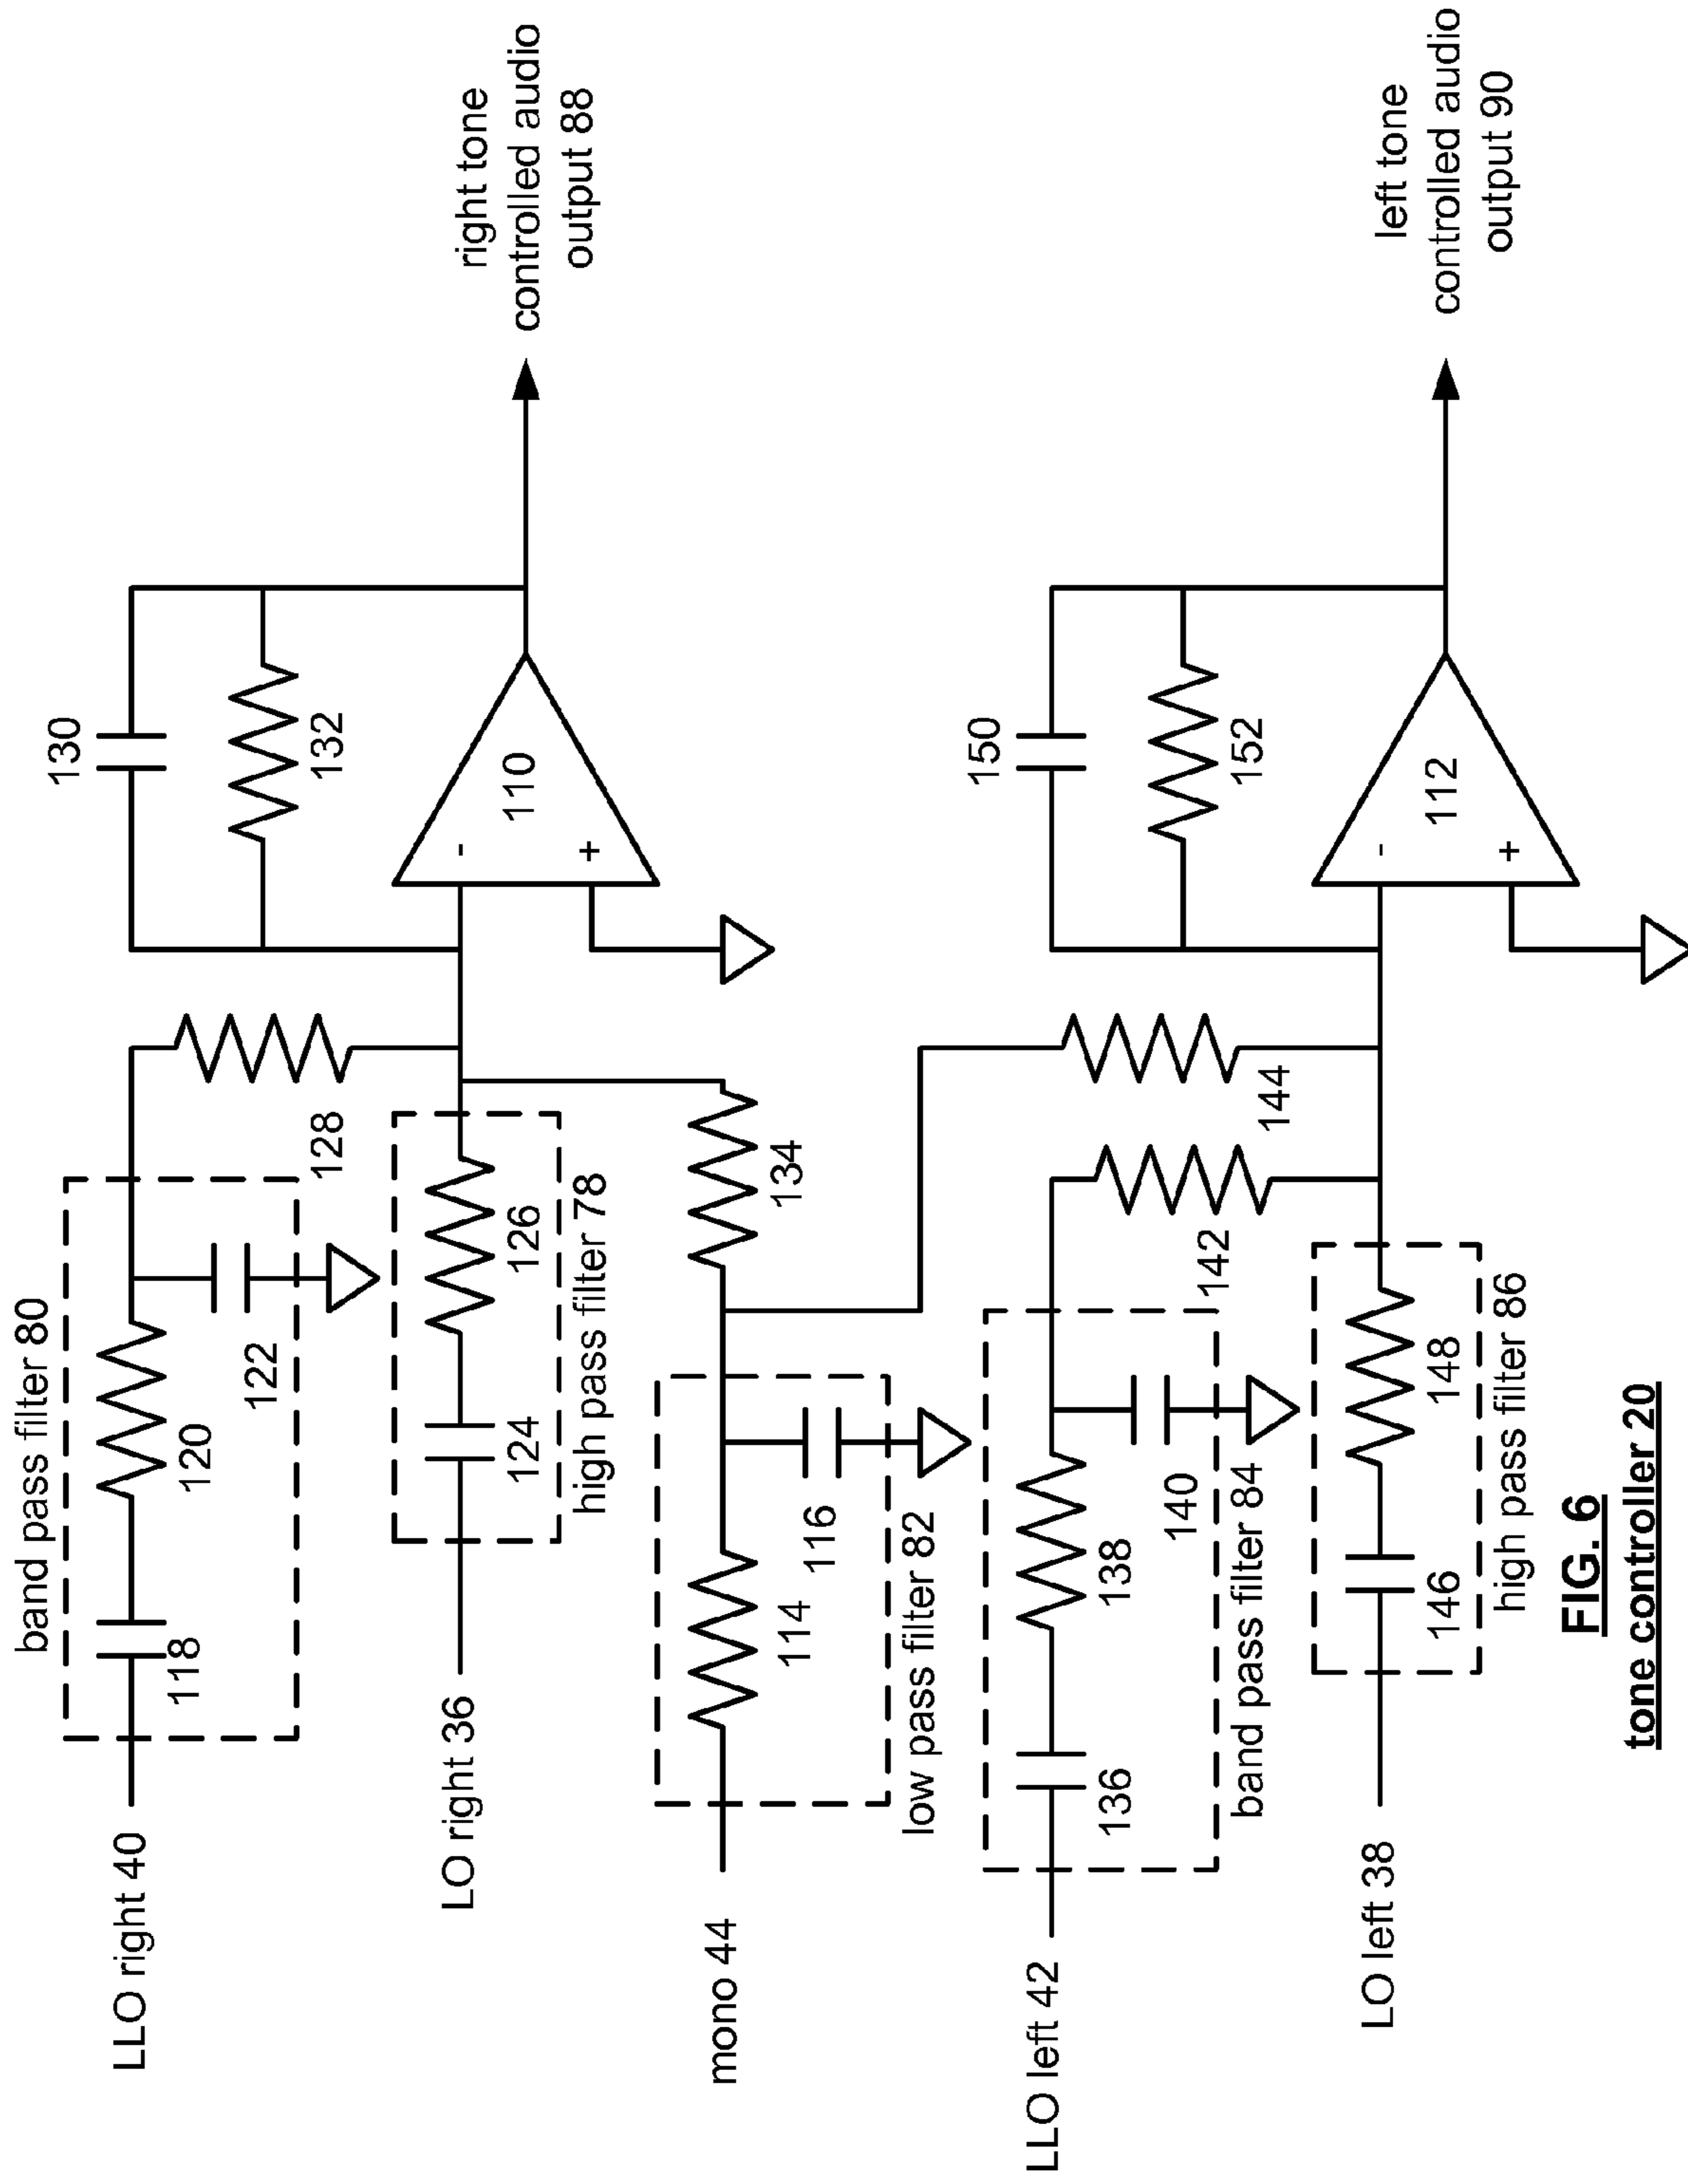 band pass filter 80
LLO right 40
118
120
122
128
130
132
right tone
controlled audio
output 88
LO right 36
124
126
high pass filter 78
-
+
110
mono 44
114
116
low pass filter 82
134
LLO left 42
136
138
140
band pass filter 84
142
144
150
152
left tone
controlled audio
output 90
LO left 38
146
148
high pass filter 86
-
+
112
FIG. 6
tone controller 20